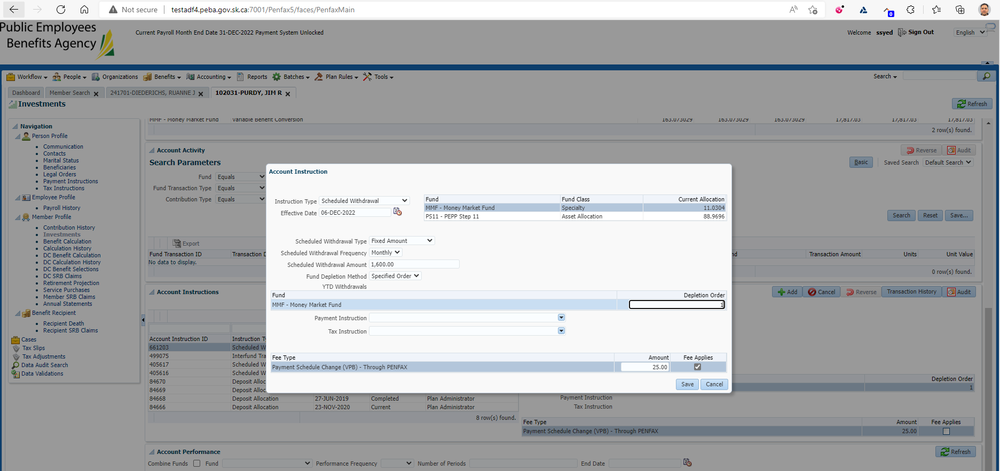 Not secure testadf4.peba.gov.sk.ca:7001/Penfax5/faces/PenfaxMain
0
Public Employees
Benefits Agency
Current Payroll Month End Date 31-DEC-2022 Payment System Unlocked
Welcome ssyed Sign Out English
Workflow People Organizations Benefits Accounting Reports Batches Plan Rules Tools Search
Dashboard Member Search 241701-DIEDERICHS, RUANNE J 102031-PURDY, JIM R
Investments Refresh
Navigation
Person Profile
Communication
Contacts
Marital Status
Beneficiaries
Legal Orders
Payment Instructions
Tax Instructions
Employee Profile
Payroll History
Member Profile
Contribution History
Investments
Benefit Calculation
Calculation History
DC Benefit Calculation
DC Calculation History
DC Benefit Selections
DC SRB Claims
Retirement Projection
Service Purchases
Member SRB Claims
Annual Statements
Benefit Recipient
Recipient Death
Recipient SRB Claims
Cases
Tax Slips
Tax Adjustments
Data Audit Search
Data Validations
MMF - Money Market Fund Variable Benefit Conversion 163.073029 163.073029 163.073029 17,817.03 17,817.03 17,817.03
2 row(s) found.
Account Activity Reverse Audit
Search Parameters Basic Saved Search Default Search
Fund Equals
Fund Transaction Type Equals
Contribution Type Equals
Search Reset Save...
Export
Fund Transaction ID Transaction D nd Transaction Amount Units Unit Value
No data to display.
0 row(s) found.
Account Instruction
Instruction Type Scheduled Withdrawal
Effective Date 06-DEC-2022
Fund Fund Class Current Allocation
MMF - Money Market Fund Specialty 11.0304
PS11 - PEPP Step 11 Asset Allocation 88.9696
Scheduled Withdrawal Type Fixed Amount
Scheduled Withdrawal Frequency Monthly
Scheduled Withdrawal Amount 1,600.00
Fund Depletion Method Specified Order
YTD Withdrawals
Fund Depletion Order
MMF - Money Market Fund 1
Payment Instruction
Tax Instruction
Fee Type Amount Fee Applies
Payment Schedule Change (VPB) - Through PENFAX 25.00
Save Cancel
Account Instructions Add Cancel Reverse Transaction History Audit
Account Instruction ID Instruction Ty
661203 Scheduled W
499075 Interfund Tra
405617 Scheduled W
405616 Scheduled W
84670 Deposit Alloc
84669 Deposit Alloc
84668 Deposit Allocation 27-JUN-2019 Completed Plan Administrator
84666 Deposit Allocation 23-NOV-2020 Current Plan Administrator
8 row(s) found.
Depletion Order
1
Payment Instruction
Tax Instruction
Fee Type Amount Fee Applies
Payment Schedule Change (VPB) - Through PENFAX 25.00
Account Performance Refresh
Combine Funds Fund Performance Frequency Number of Periods End Date